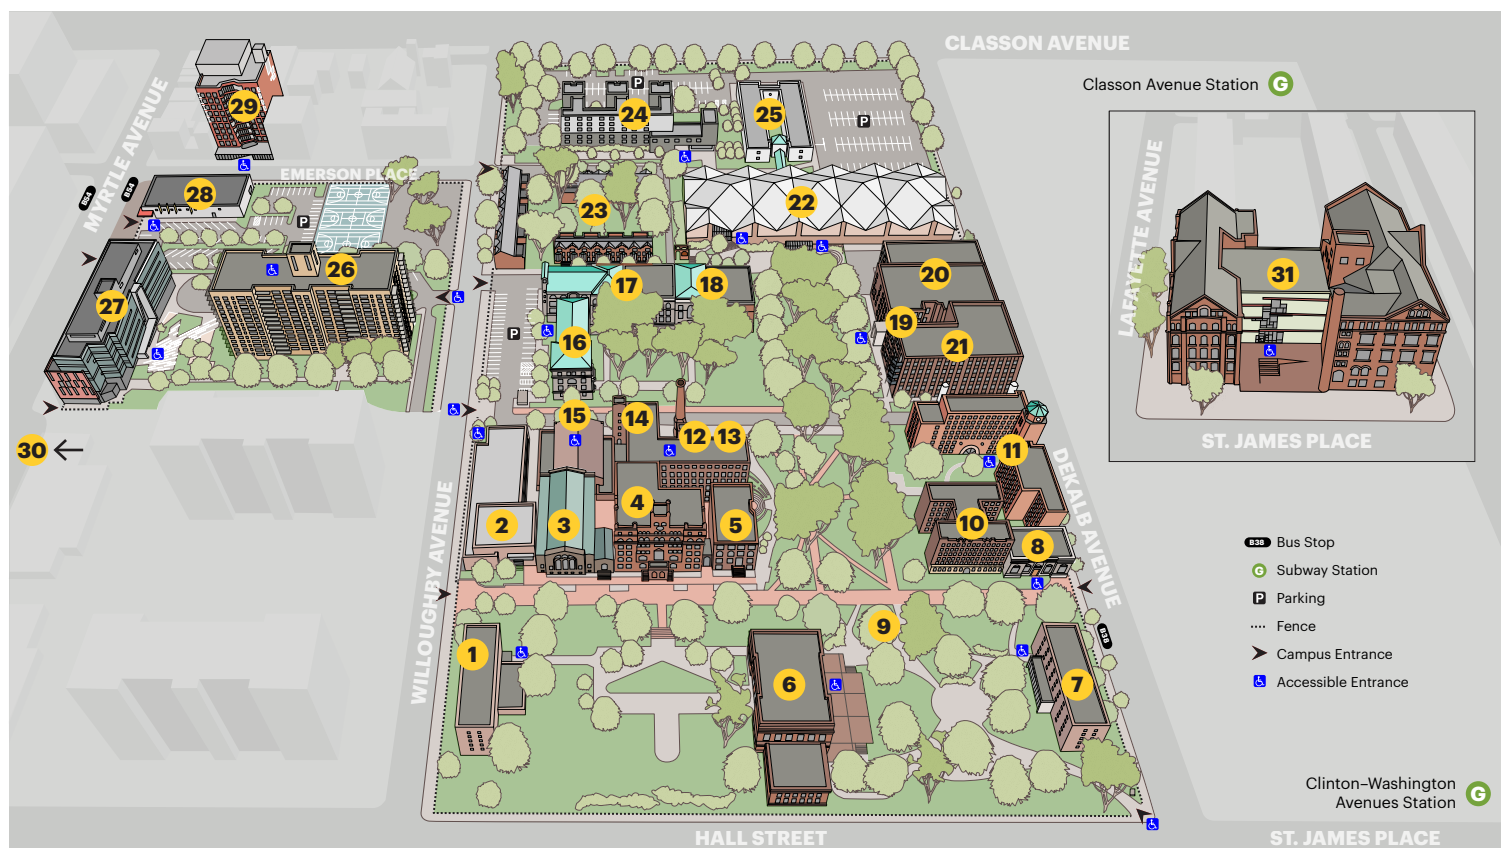 CLASSON AVENUE
Classon Avenue Station G
MYRTLE AVENUE
B54
B54
EMERSON PLACE
P
P
P
P
29
24
25
28
23
22
26
27
17
18
20
19
16
21
30
15
14
12
13
11
2
3
4
5
10
8
9
1
6
7
WILLOUGHBY AVENUE
DEKALB AVENUE
B38
HALL STREET
LAFAYETTE AVENUE
31
ST. JAMES PLACE
B38 Bus Stop
G Subway Station
P Parking
Fence
Campus Entrance
Accessible Entrance
Clinton–Washington
Avenues Station G
ST. JAMES PLACE